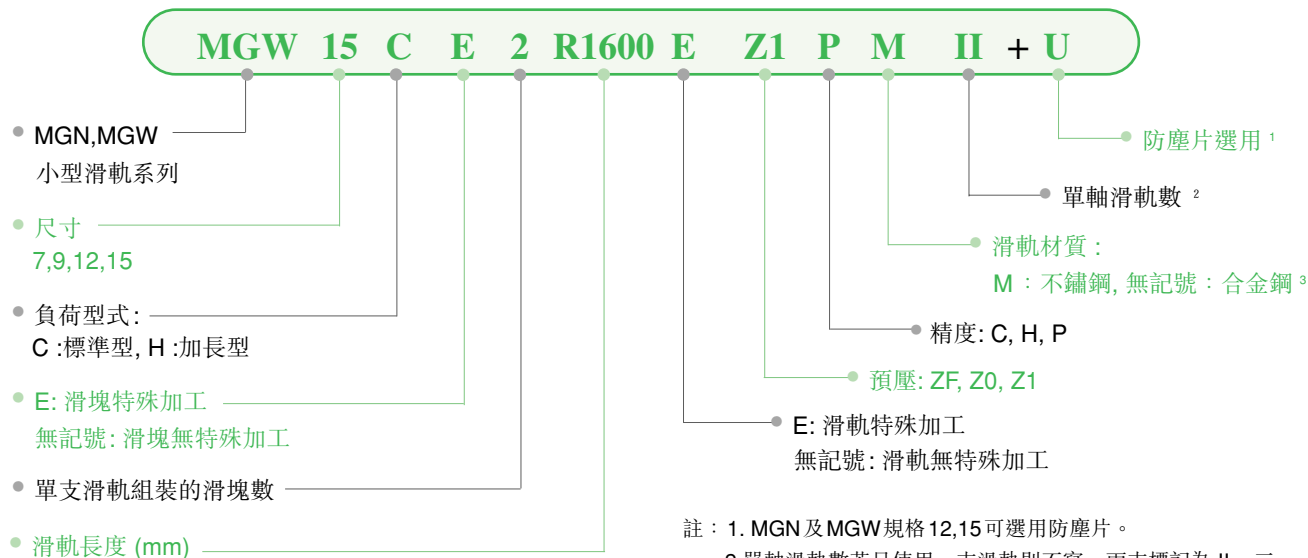 MGW 15 C E 2 R1600 E Z1 P M II + U
MGN,MGW
小型滑軌系列
尺寸
7,9,12,15
負荷型式:
C :標準型, H :加長型
E: 滑塊特殊加工
無記號: 滑塊無特殊加工
單支滑軌組裝的滑塊數
滑軌長度 (mm)
防塵片選用 1
單軸滑軌數 2
滑軌材質 :
M ：不鏽鋼, 無記號：合金鋼 3
精度: C, H, P
預壓: ZF, Z0, Z1
E: 滑軌特殊加工
無記號: 滑軌無特殊加工
註：1. MGN及MGW規格12,15可選用防塵片。